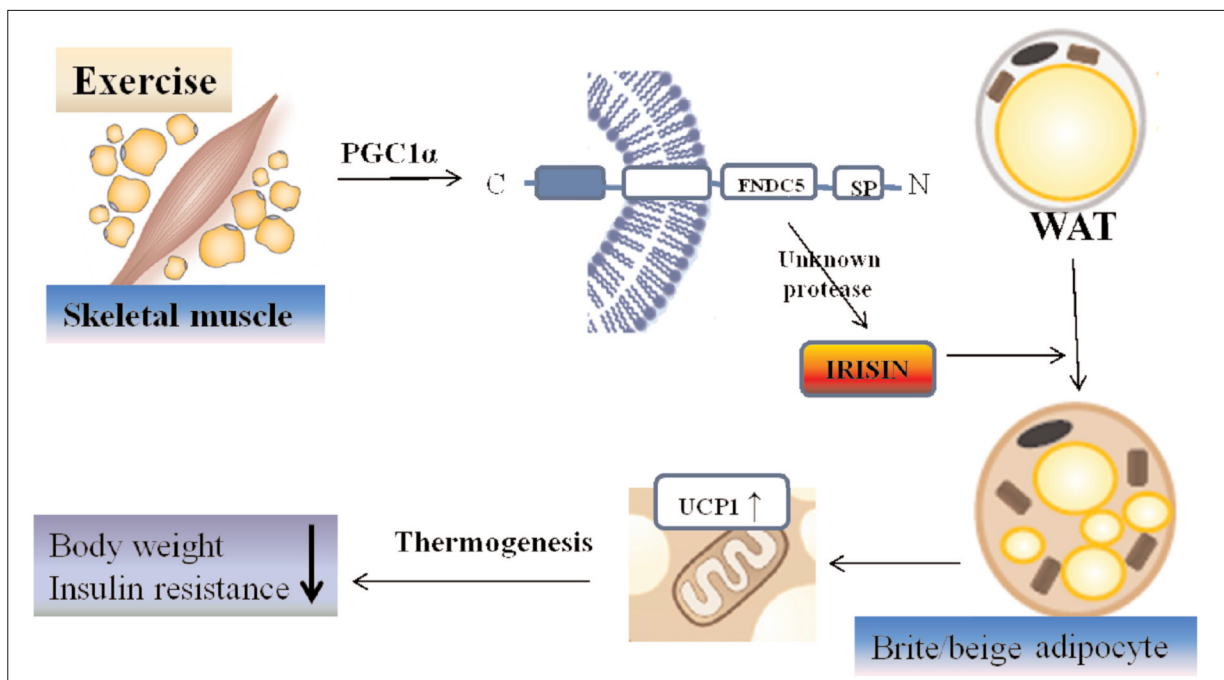 Exercise
PGC1α
C
FNDC5
SP
N
WAT
Skeletal muscle
Unknown
protease
IRISIN
UCP1 ↑
Thermogenesis
Body weight
Insulin resistance
Brite/beige adipocyte